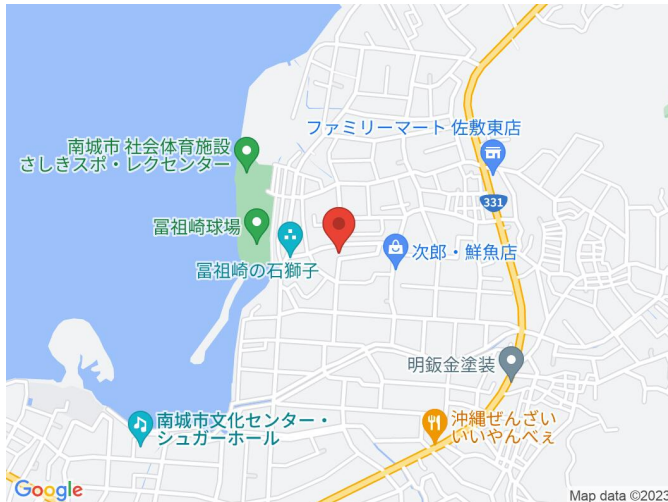 ファミリーマート 佐敷東店
南城市 社会体育施設
さしきスポ・レクセンター
331
冨祖崎球場
次郎・鮮魚店
冨祖崎の石獅子
明鈑金塗装
南城市文化センター・
シュガーホール
沖縄ぜんざい
いいやんべぇ
Google
Map data ©202